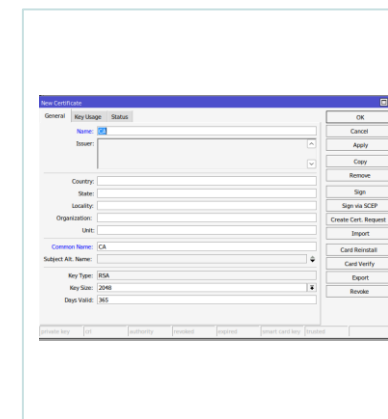 New Certificate
General Key Usage Status
Name: CA
Issuer:
Country:
State:
Locality:
Organization:
Unit:
Common Name: CA
Subject Alt. Name:
Key Type: RSA
Key Size: 2048
Days Valid: 365
OK
Cancel
Apply
Copy
Remove
Sign
Sign via SCEP
Create Cert. Request
Import
Card Reinstall
Card Verify
Export
Revoke
private key crl authority revoked expired smart card key trusted